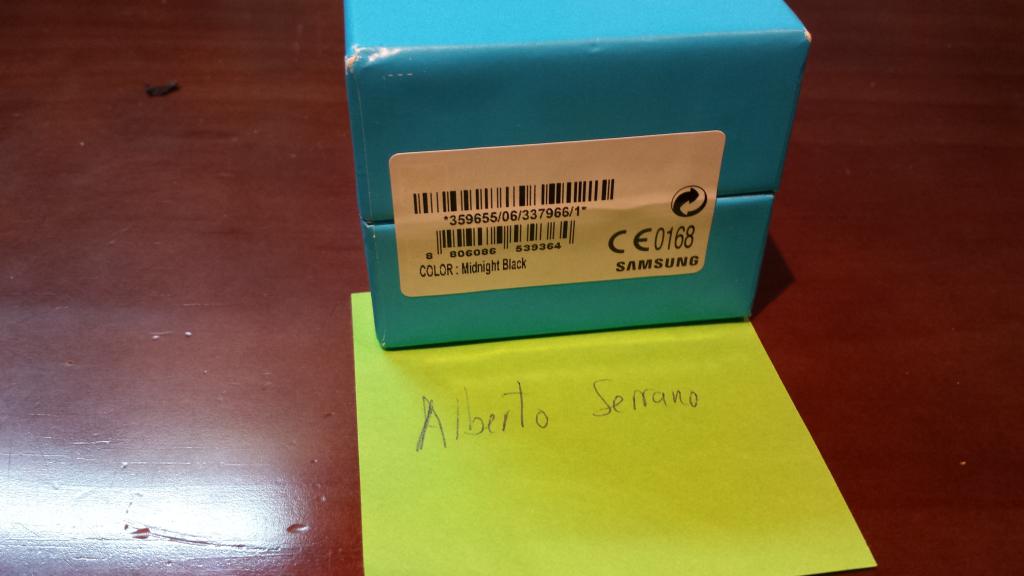 *359655/06/337966/1*
8 806086 539364
COLOR : Midnight Black
CE0168
SAMSUNG
Alberto Serrano